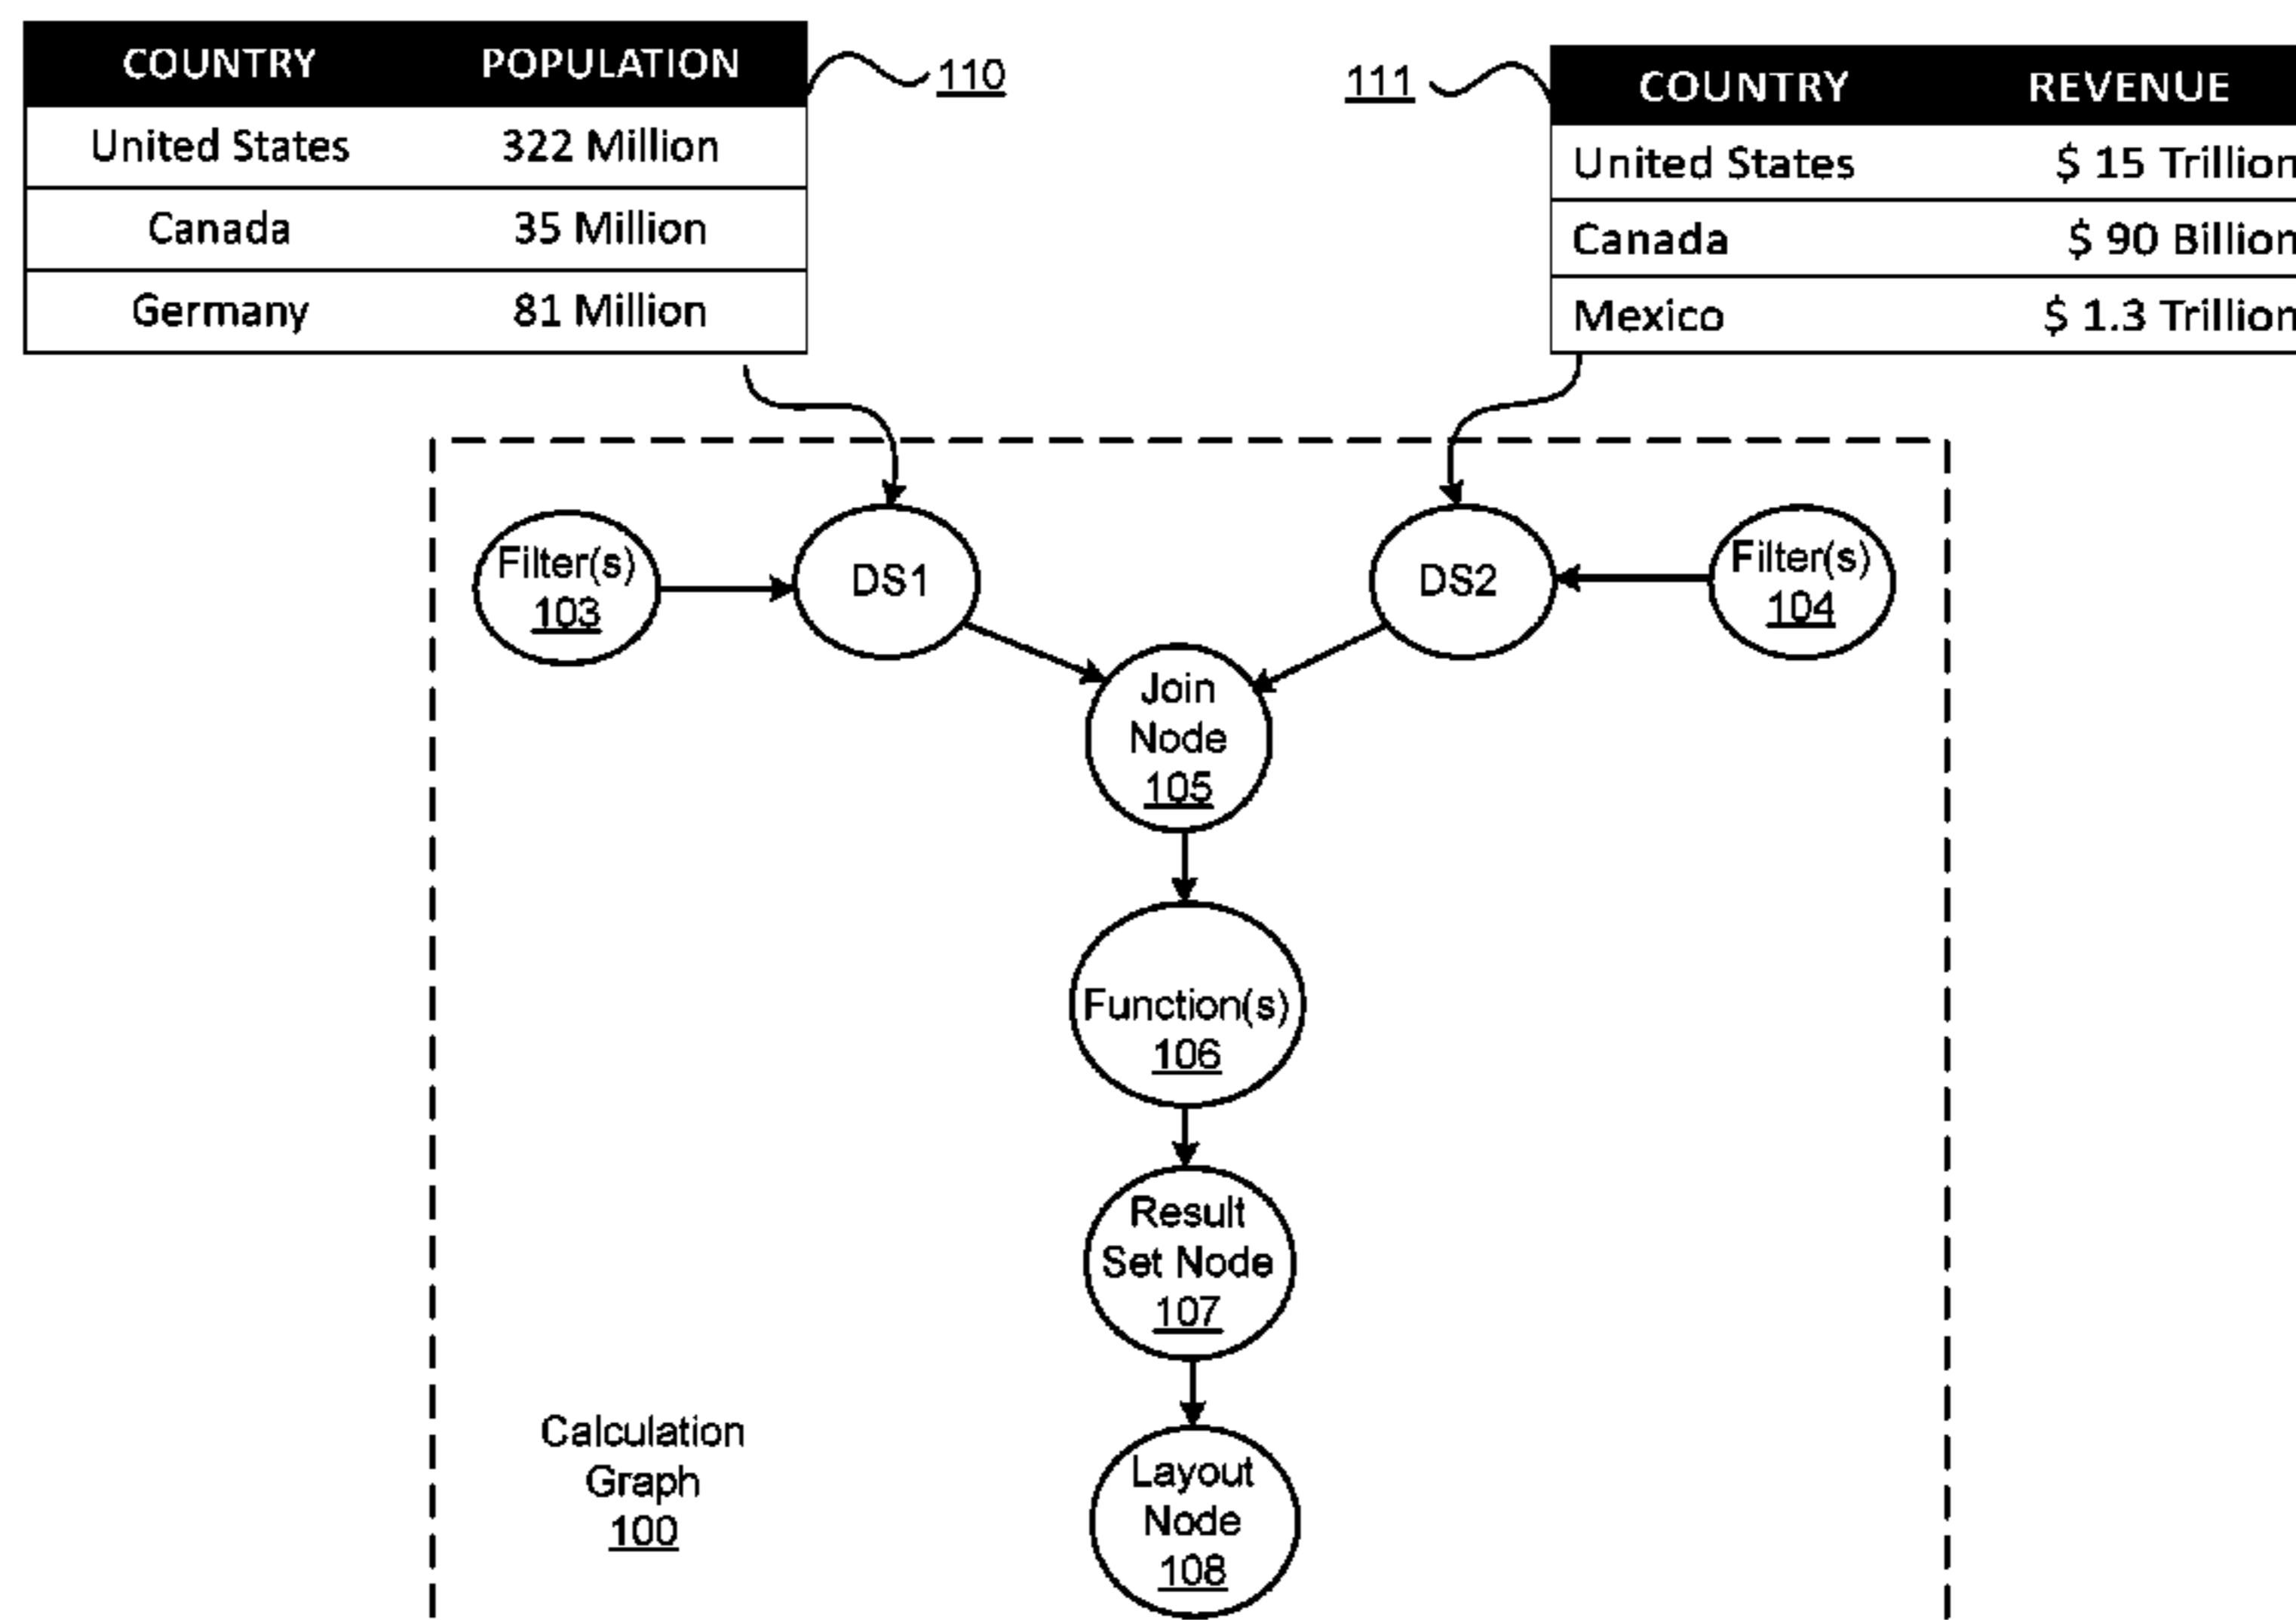 COUNTRY POPULATION
United States 322 Million
Canada 35 Million
Germany 81 Million
110
111
COUNTRY REVENUE
United States $ 15 Trillion
Canada $ 90 Billion
Mexico $ 1.3 Trillion
Filter(s)
103
DS1
DS2
Filter(s)
104
Join
Node
105
Function(s)
106
Result
Set Node
107
Calculation
Graph
100
Layout
Node
108